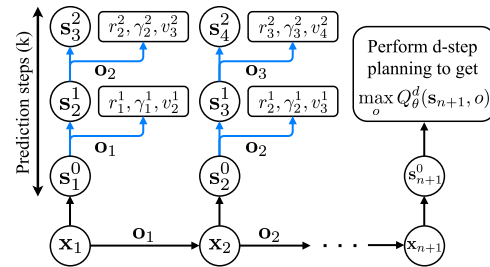 Prediction steps (k)
s_3^2
r_2^2, γ_2^2, v_3^2
s_4^2
r_3^2, γ_3^2, v_4^2
o_2
o_3
s_2^1
r_1^1, γ_1^1, v_2^1
s_3^1
r_2^1, γ_2^1, v_3^1
o_1
o_2
s_1^0
s_2^0
Perform d-step
planning to get
max_o Q_θ^d(s_{n+1}, o)
s_{n+1}^0
x_1
o_1
x_2
o_2
· · ·
x_{n+1}